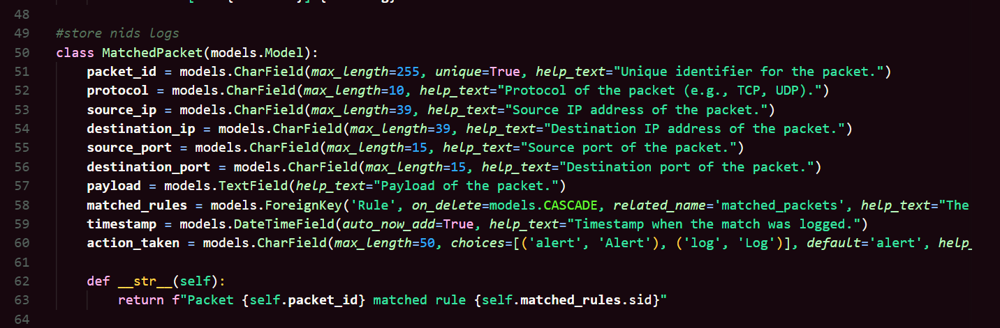 48
49 #store nids logs
50 class MatchedPacket(models.Model):
51 packet_id = models.CharField(max_length=255, unique=True, help_text="Unique identifier for the packet.")
52 protocol = models.CharField(max_length=10, help_text="Protocol of the packet (e.g., TCP, UDP).")
53 source_ip = models.CharField(max_length=39, help_text="Source IP address of the packet.")
54 destination_ip = models.CharField(max_length=39, help_text="Destination IP address of the packet.")
55 source_port = models.CharField(max_length=15, help_text="Source port of the packet.")
56 destination_port = models.CharField(max_length=15, help_text="Destination port of the packet.")
57 payload = models.TextField(help_text="Payload of the packet.")
58 matched_rules = models.ForeignKey('Rule', on_delete=models.CASCADE, related_name='matched_packets', help_text="The
59 timestamp = models.DateTimeField(auto_now_add=True, help_text="Timestamp when the match was logged.")
60 action_taken = models.CharField(max_length=50, choices=[('alert', 'Alert'), ('log', 'Log')], default='alert', help_
61
62 def __str__(self):
63 return f"Packet {self.packet_id} matched rule {self.matched_rules.sid}"
64